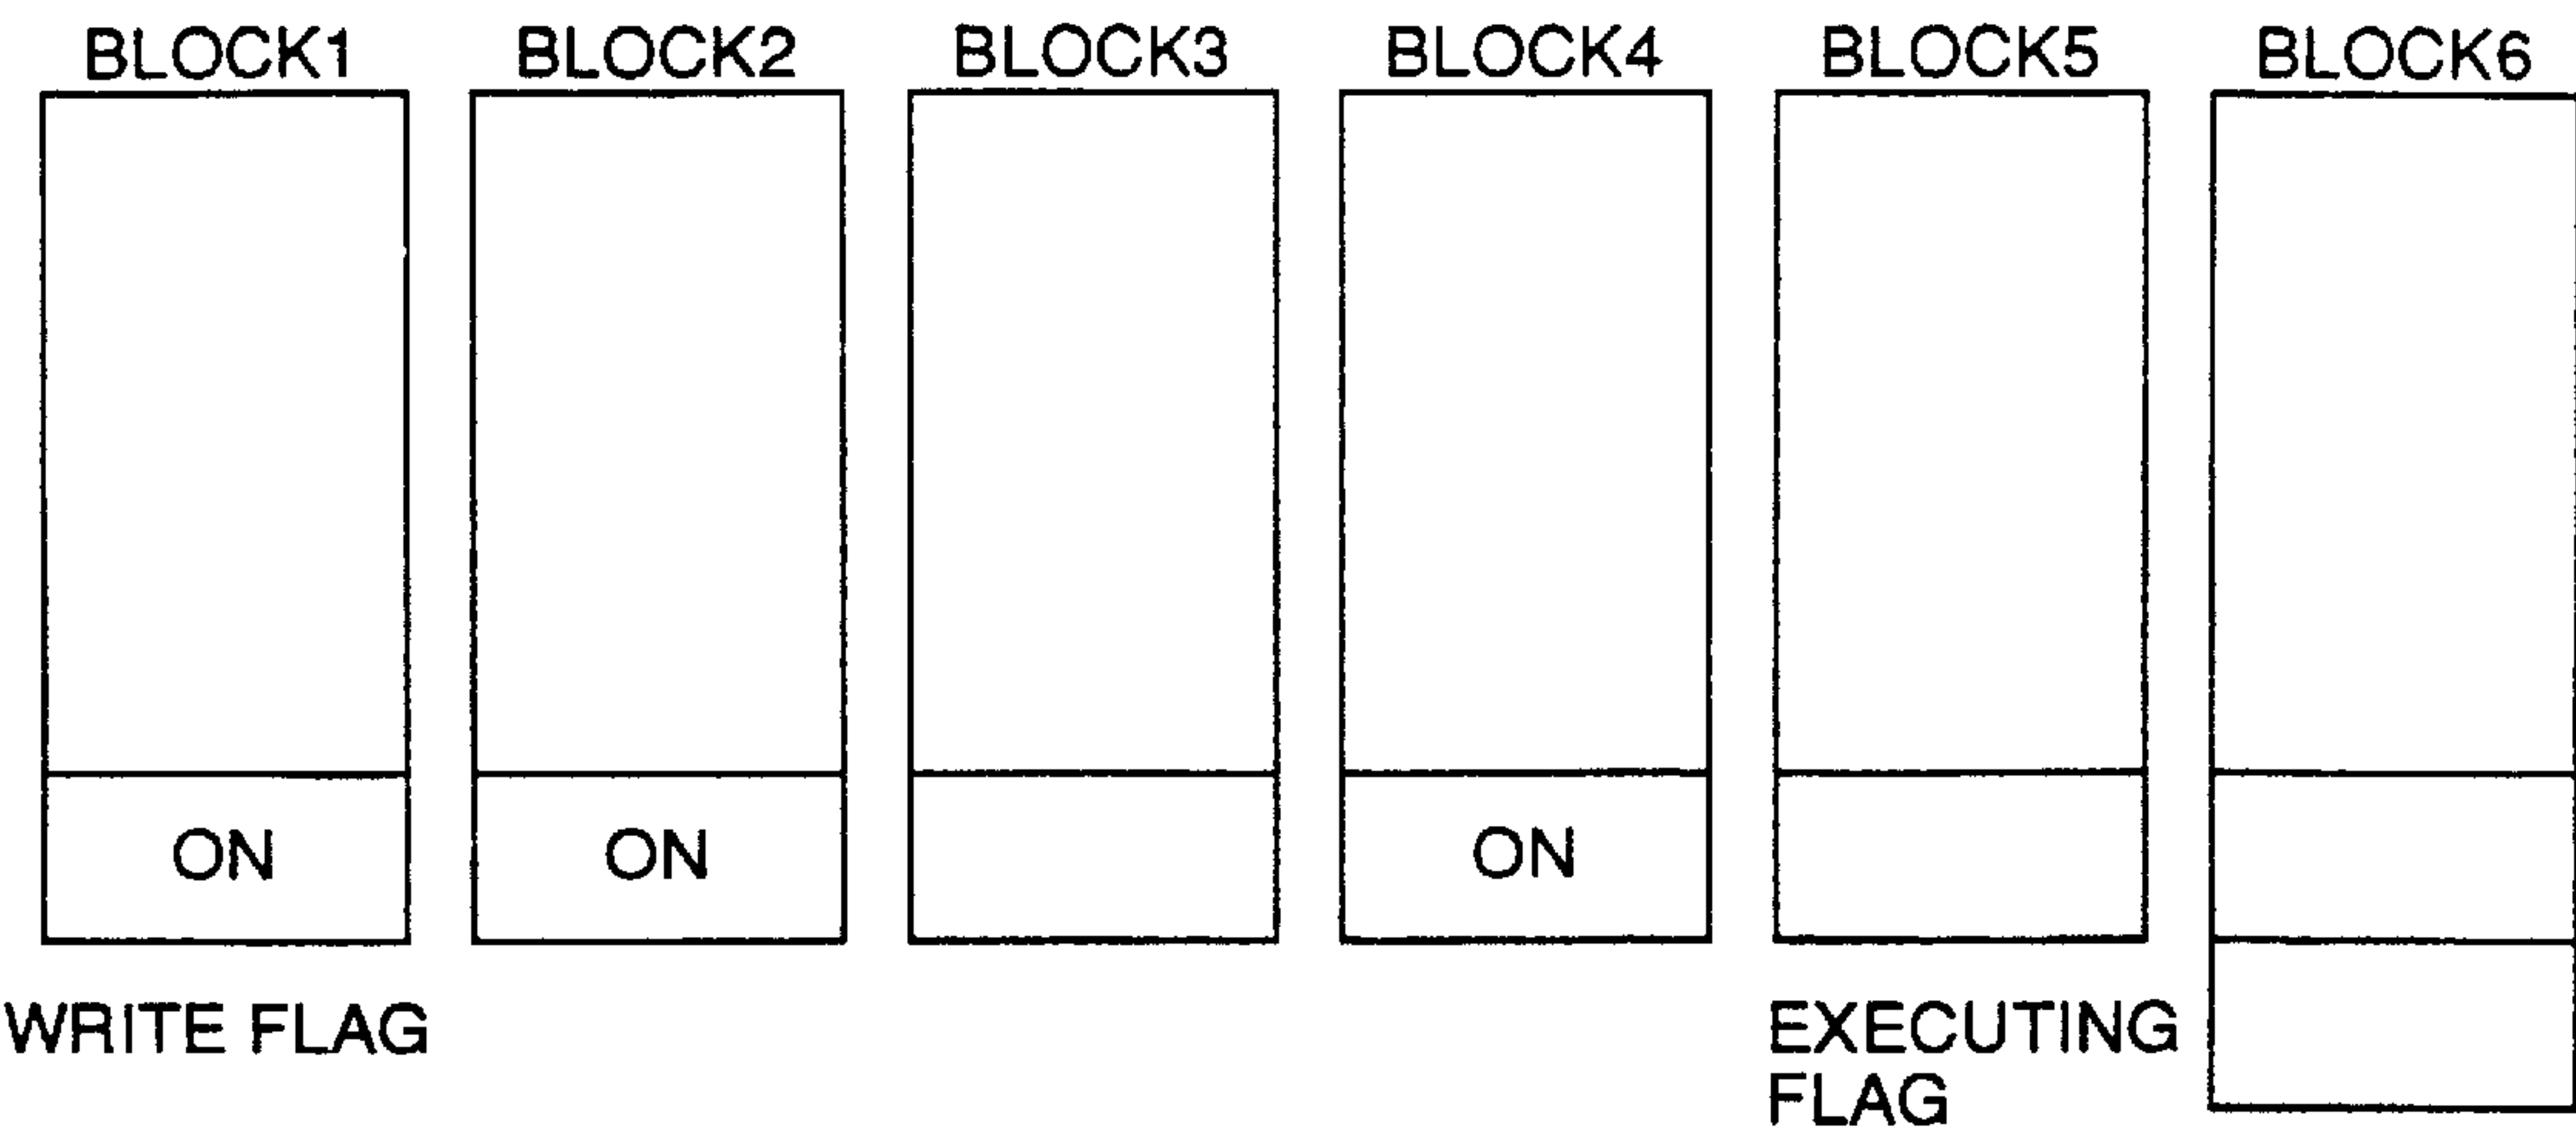 BLOCK1 BLOCK2 BLOCK3 BLOCK4 BLOCK5 BLOCK6
ON ON ON
WRITE FLAG EXECUTING
FLAG